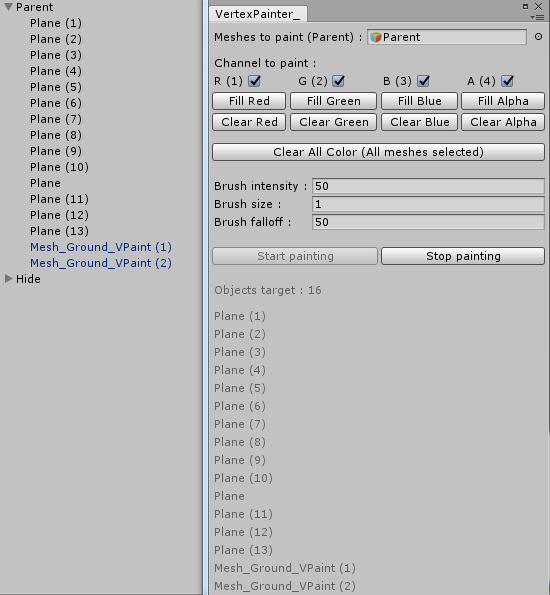 Parent
Plane (1)
Plane (2)
Plane (3)
Plane (4)
Plane (5)
Plane (6)
Plane (7)
Plane (8)
Plane (9)
Plane (10)
Plane
Plane (11)
Plane (12)
Plane (13)
Mesh_Ground_VPaint (1)
Mesh_Ground_VPaint (2)
Hide
VertexPainter_
Meshes to paint (Parent) : Parent
Channel to paint :
R (1) G (2) B (3) A (4)
Fill Red Fill Green Fill Blue Fill Alpha
Clear Red Clear Green Clear Blue Clear Alpha
Clear All Color (All meshes selected)
Brush intensity : 50
Brush size : 1
Brush falloff : 50
Start painting Stop painting
Objects target : 16
Plane (1)
Plane (2)
Plane (3)
Plane (4)
Plane (5)
Plane (6)
Plane (7)
Plane (8)
Plane (9)
Plane (10)
Plane
Plane (11)
Plane (12)
Plane (13)
Mesh_Ground_VPaint (1)
Mesh_Ground_VPaint (2)